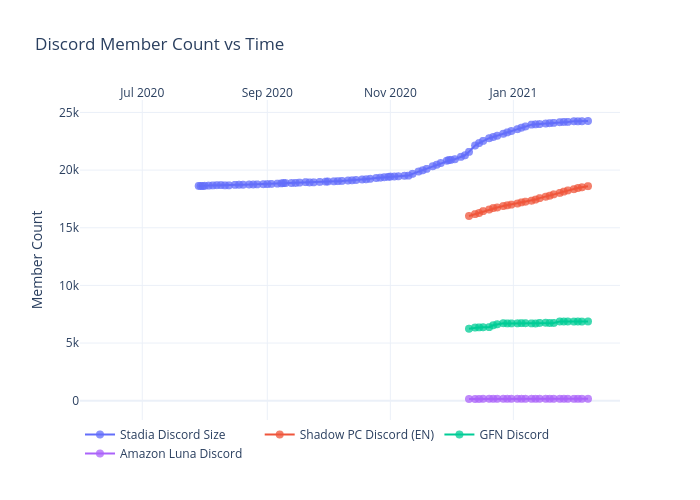 Discord Member Count vs Time
Jul 2020 Sep 2020 Nov 2020 Jan 2021
25k
20k
15k
10k
5k
0
Member Count
Stadia Discord Size Shadow PC Discord (EN) GFN Discord
Amazon Luna Discord